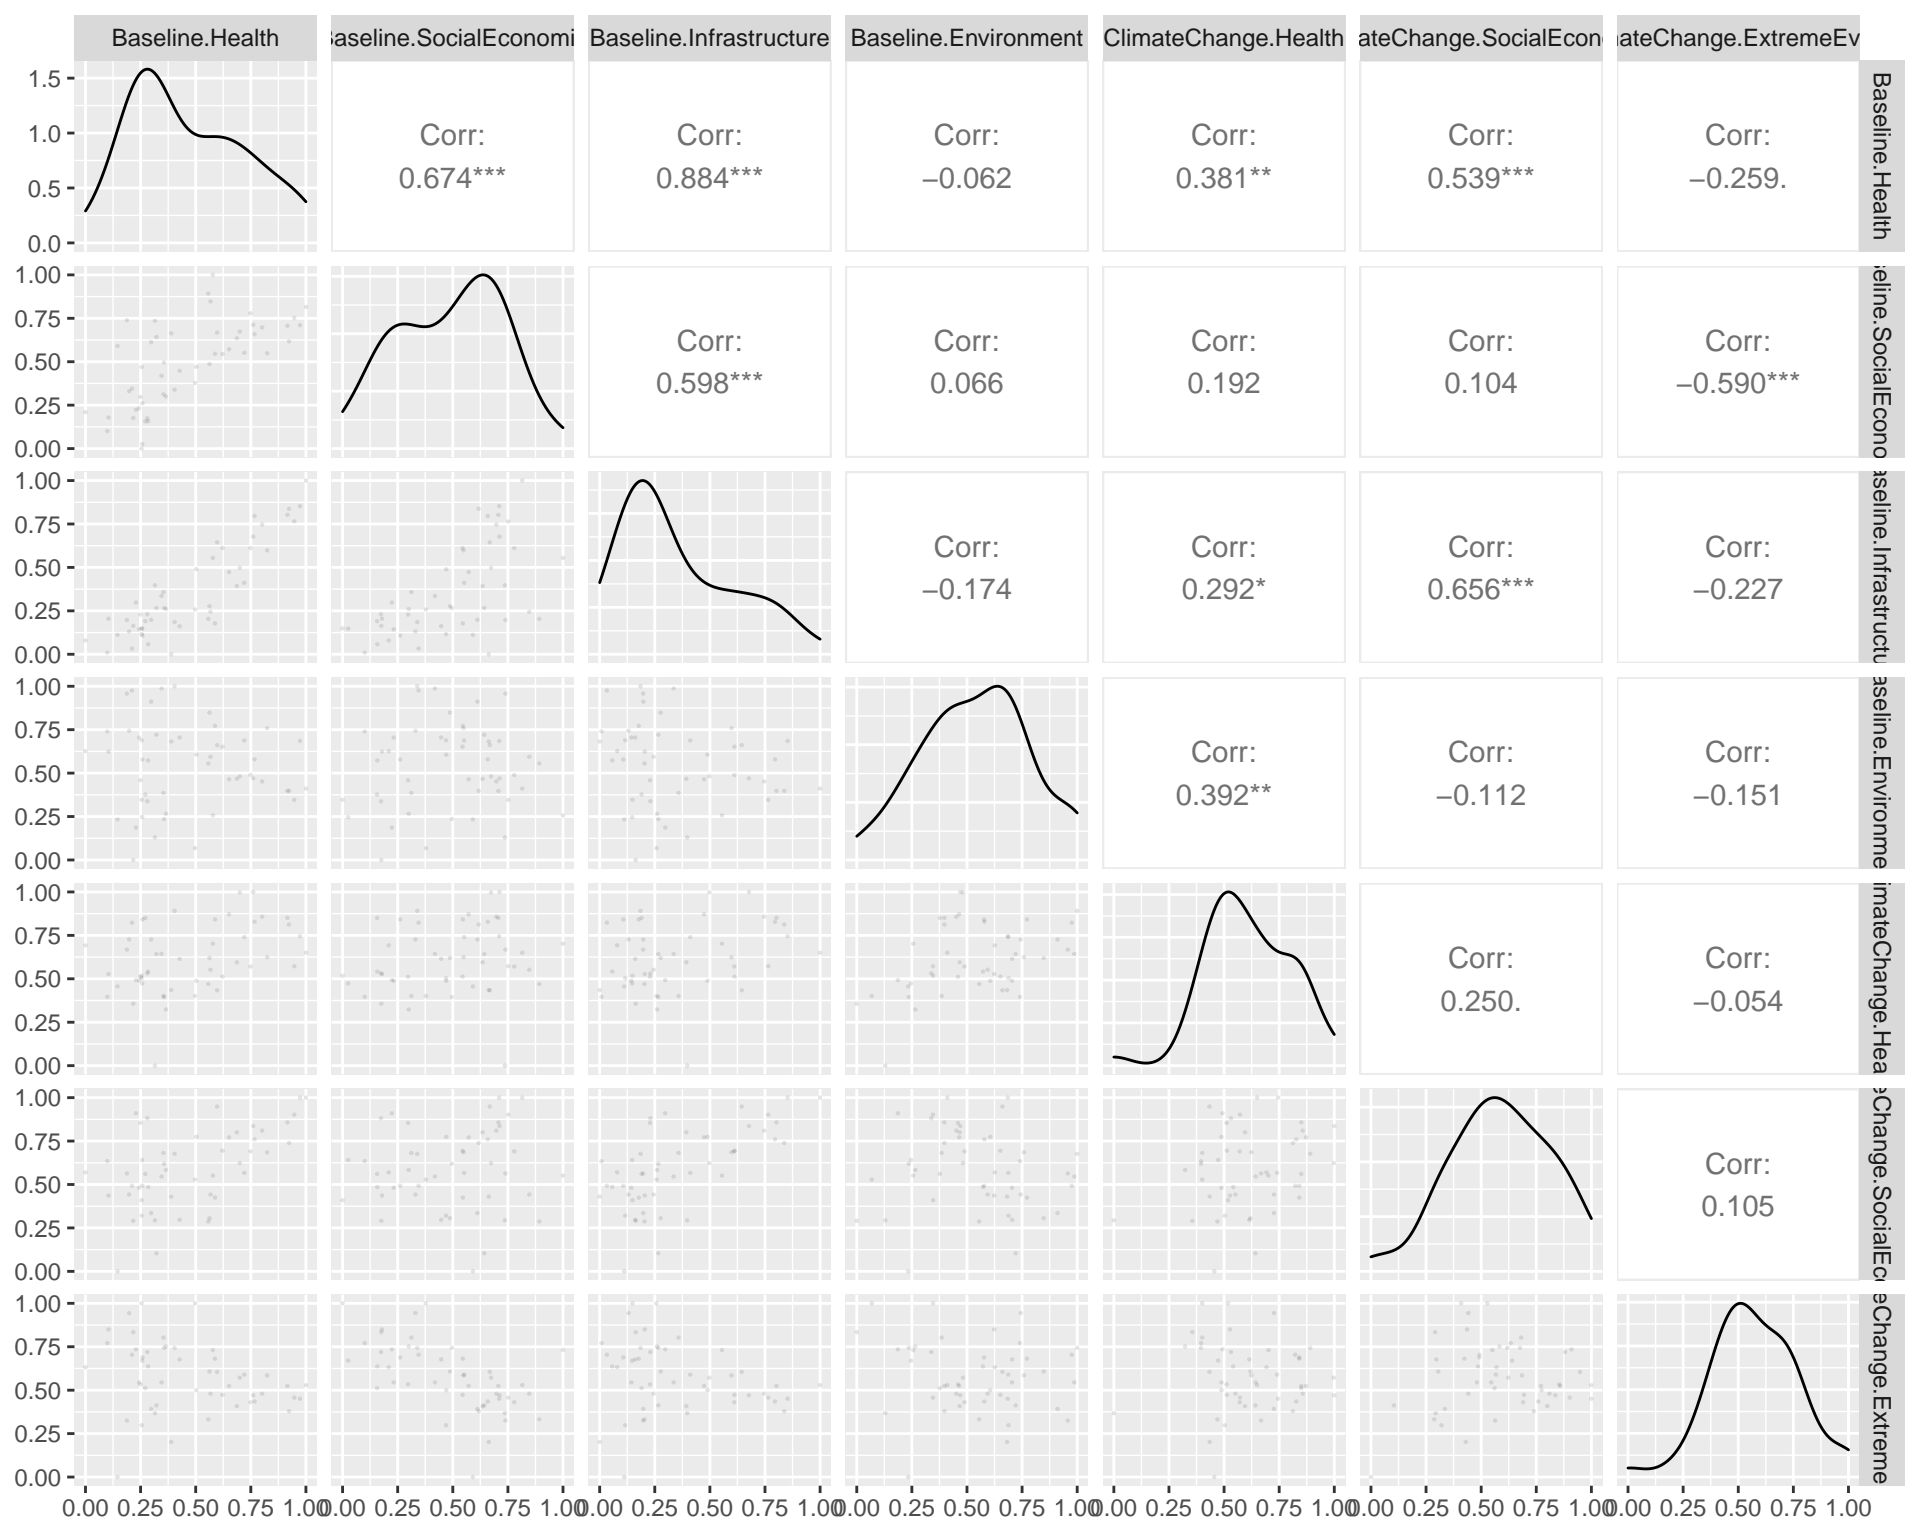 Baseline.Health
Baseline.SocialEconomi
Baseline.Infrastructure
Baseline.Environment
ClimateChange.Health
ateChange.SocialEcon
ateChange.ExtremeEv
1.5
1.0
0.5
0.0
Corr:
0.674***
Corr:
0.884***
Corr:
−0.062
Corr:
0.381**
Corr:
0.539***
Corr:
−0.259.
Baseline.Health
1.00
0.75
0.50
0.25
0.00
Corr:
0.598***
Corr:
0.066
Corr:
0.192
Corr:
0.104
Corr:
−0.590***
eline.SocialEcono
1.00
0.75
0.50
0.25
0.00
Corr:
−0.174
Corr:
0.292*
Corr:
0.656***
Corr:
−0.227
aseline.Infrastructu
1.00
0.75
0.50
0.25
0.00
Corr:
0.392**
Corr:
−0.112
Corr:
−0.151
aseline.Environme
1.00
0.75
0.50
0.25
0.00
Corr:
0.250.
Corr:
−0.054
imateChange.Hea
1.00
0.75
0.50
0.25
0.00
Corr:
0.105
eChange.SocialEco
1.00
0.75
0.50
0.25
0.00
eChange.Extreme
0.00 0.25 0.50 0.75 1.00
0.00 0.25 0.50 0.75 1.00
0.00 0.25 0.50 0.75 1.00
0.00 0.25 0.50 0.75 1.00
0.00 0.25 0.50 0.75 1.00
0.00 0.25 0.50 0.75 1.00
0.00 0.25 0.50 0.75 1.00